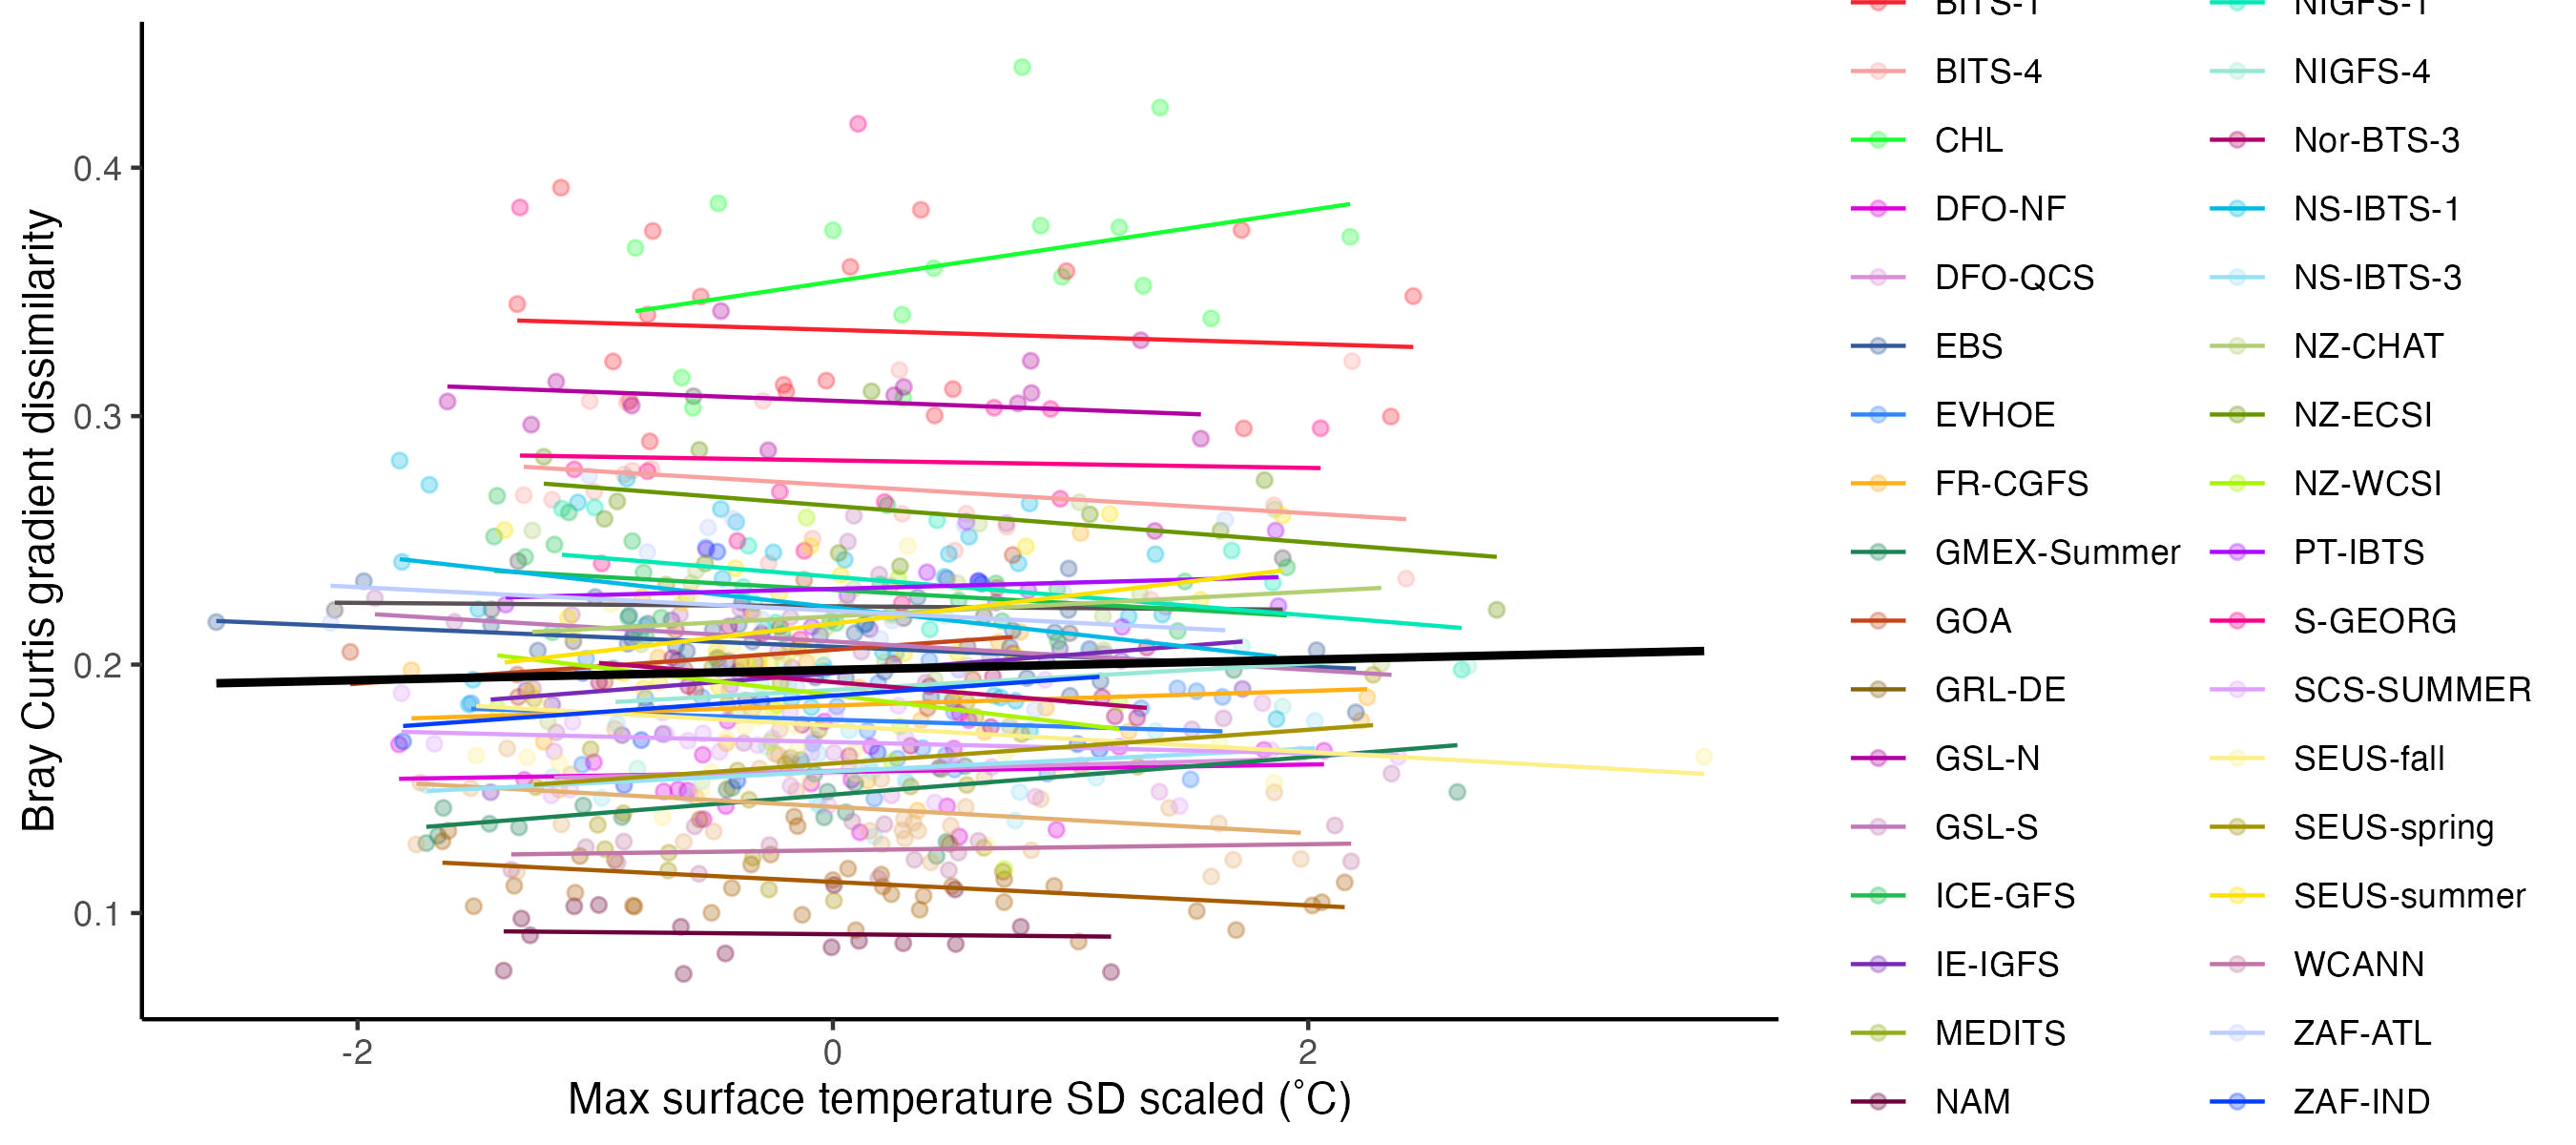 Bray Curtis gradient dissimilarity
0.4
0.3
0.2
0.1
-2
0
2
Max surface temperature SD scaled (˚C)
BITS-1
BITS-4
CHL
DFO-NF
DFO-QCS
EBS
EVHOE
FR-CGFS
GMEX-Summer
GOA
GRL-DE
GSL-N
GSL-S
ICE-GFS
IE-IGFS
MEDITS
NAM
NIGFS-1
NIGFS-4
Nor-BTS-3
NS-IBTS-1
NS-IBTS-3
NZ-CHAT
NZ-ECSI
NZ-WCSI
PT-IBTS
S-GEORG
SCS-SUMMER
SEUS-fall
SEUS-spring
SEUS-summer
WCANN
ZAF-ATL
ZAF-IND